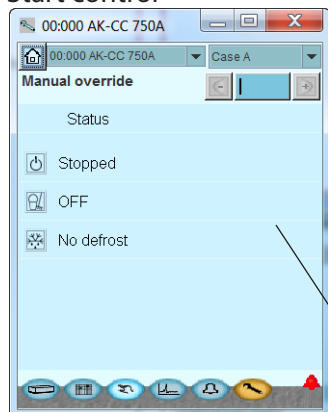 Start control
00:000 AK-CC 750A
00:000 AK-CC 750A Case A
Manual override
Status
Stopped
OFF
No defrost